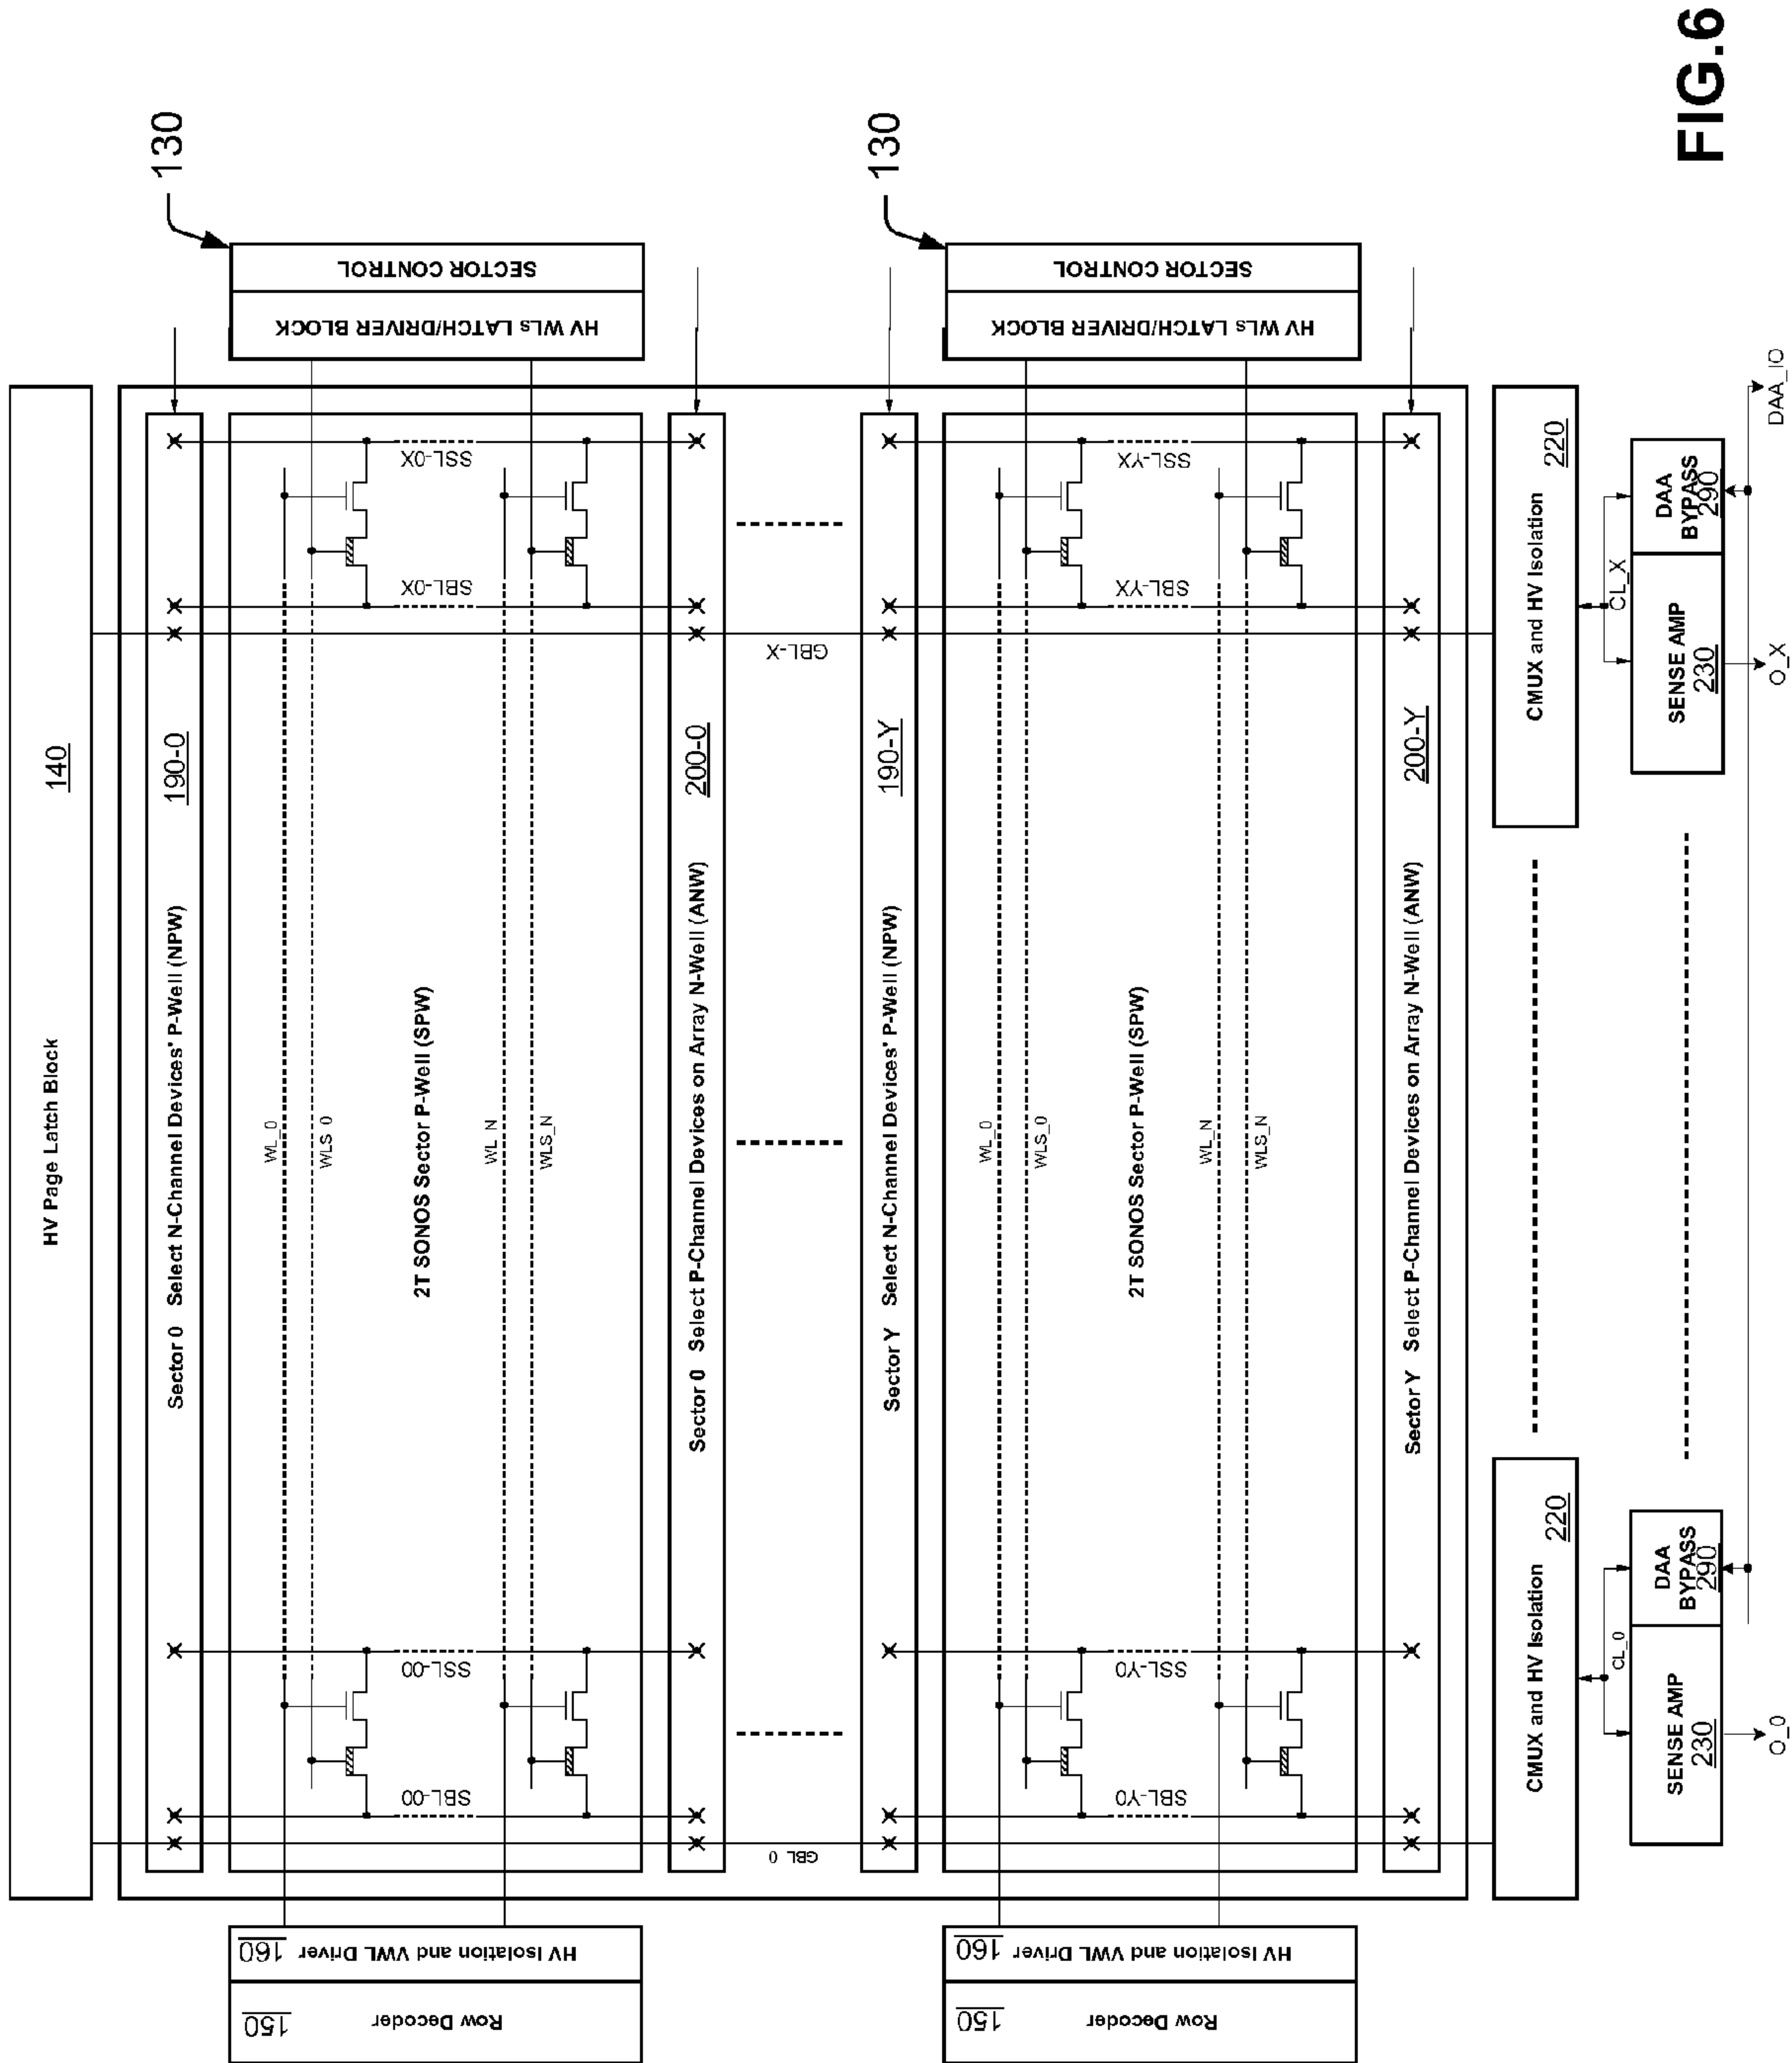 HV Page Latch Block
140
Sector 0 Select N-Channel Devices' P-Well (NPW)
190-0
SECTOR CONTROL
HV WLs LATCH/DRIVER BLOCK
130
Row Decoder
150
HV Isolation and VWL Driver
160
WL_0
WLS_0
2T SONOS Sector P-Well (SPW)
WL_N
WLS_N
SBL-00
SSL-00
SBL-0X
SSL-0X
Sector 0 Select P-Channel Devices on Array N-Well (ANW)
200-0
GBL_0
GBL-X
Sector Y Select N-Channel Devices' P-Well (NPW)
190-Y
SECTOR CONTROL
HV WLs LATCH/DRIVER BLOCK
130
Row Decoder
150
HV Isolation and VWL Driver
160
WL_0
WLS_0
2T SONOS Sector P-Well (SPW)
WL_N
WLS_N
SBL-Y0
SSL-Y0
SBL-YX
SSL-YX
Sector Y Select P-Channel Devices on Array N-Well (ANW)
200-Y
CMUX and HV Isolation
220
CMUX and HV Isolation
220
CL_0
CL_X
SENSE AMP
230
DAA
BYPASS
290
SENSE AMP
230
DAA
BYPASS
290
O_0
O_X
DAA_IO
FIG.6